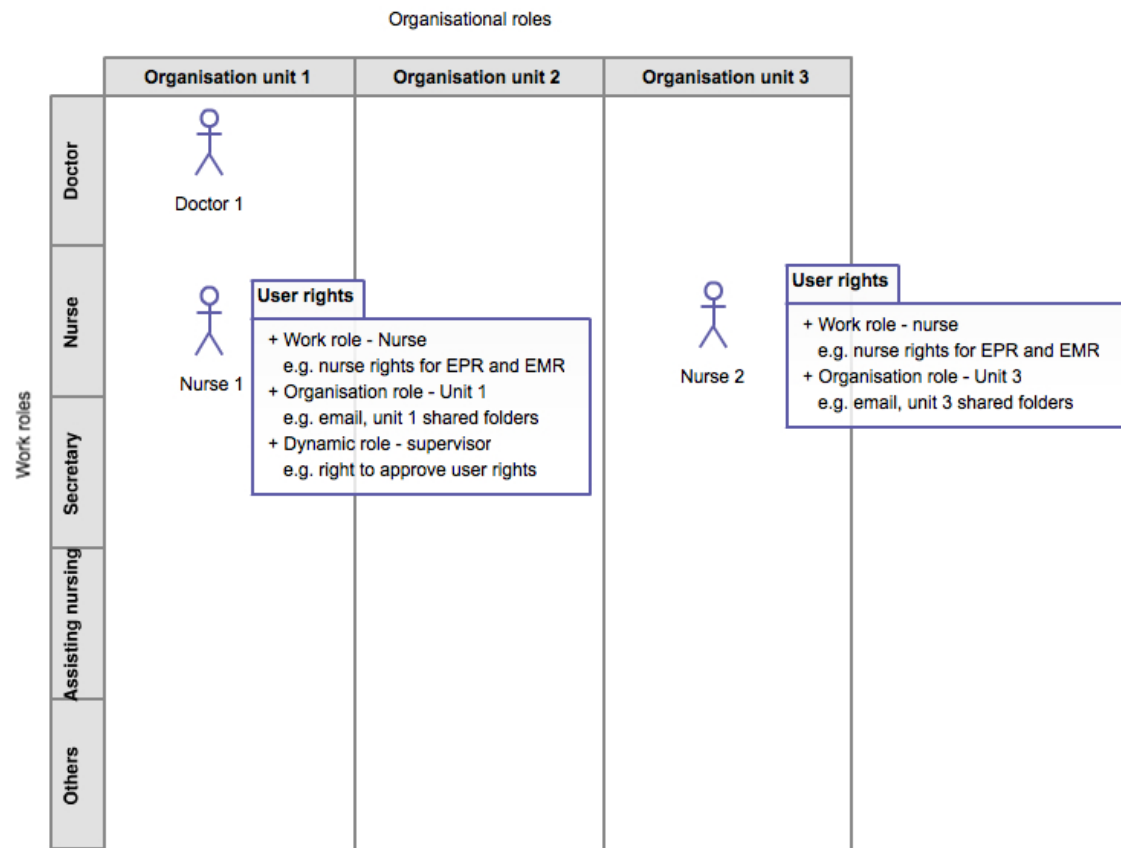 Organisational roles
Organisation unit 1
Organisation unit 2
Organisation unit 3
Work roles
Doctor
Doctor 1
Nurse
Nurse 1
User rights
+ Work role - Nurse
e.g. nurse rights for EPR and EMR
+ Organisation role - Unit 1
e.g. email, unit 1 shared folders
+ Dynamic role - supervisor
e.g. right to approve user rights
Nurse 2
User rights
+ Work role - nurse
e.g. nurse rights for EPR and EMR
+ Organisation role - Unit 3
e.g. email, unit 3 shared folders
Secretary
Assisting nursing
Others